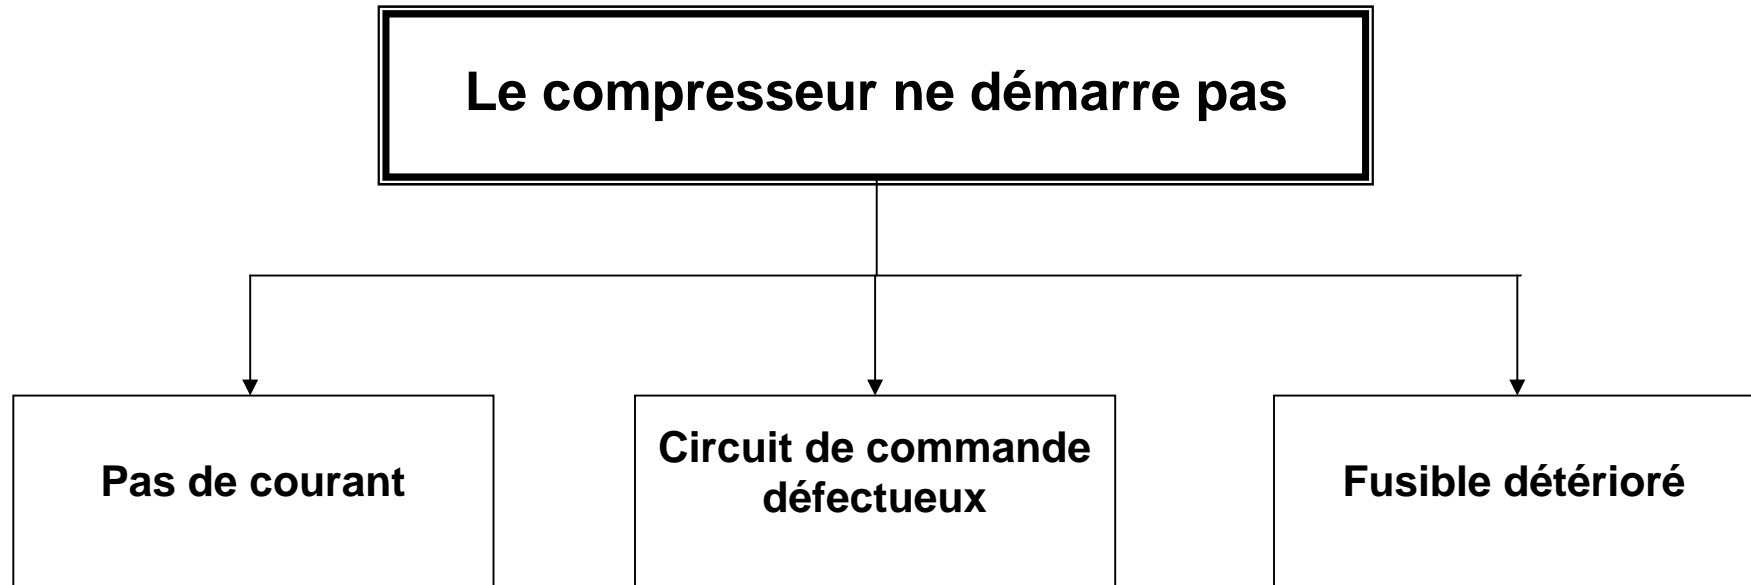 Le compresseur ne démarre pas
Pas de courant
Circuit de commande
défectueux
Fusible détérioré